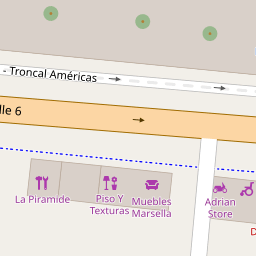 - Troncal Américas
lle 6
La Piramide
Piso Y
Texturas
Muebles
Marsella
Adrian
Store
D